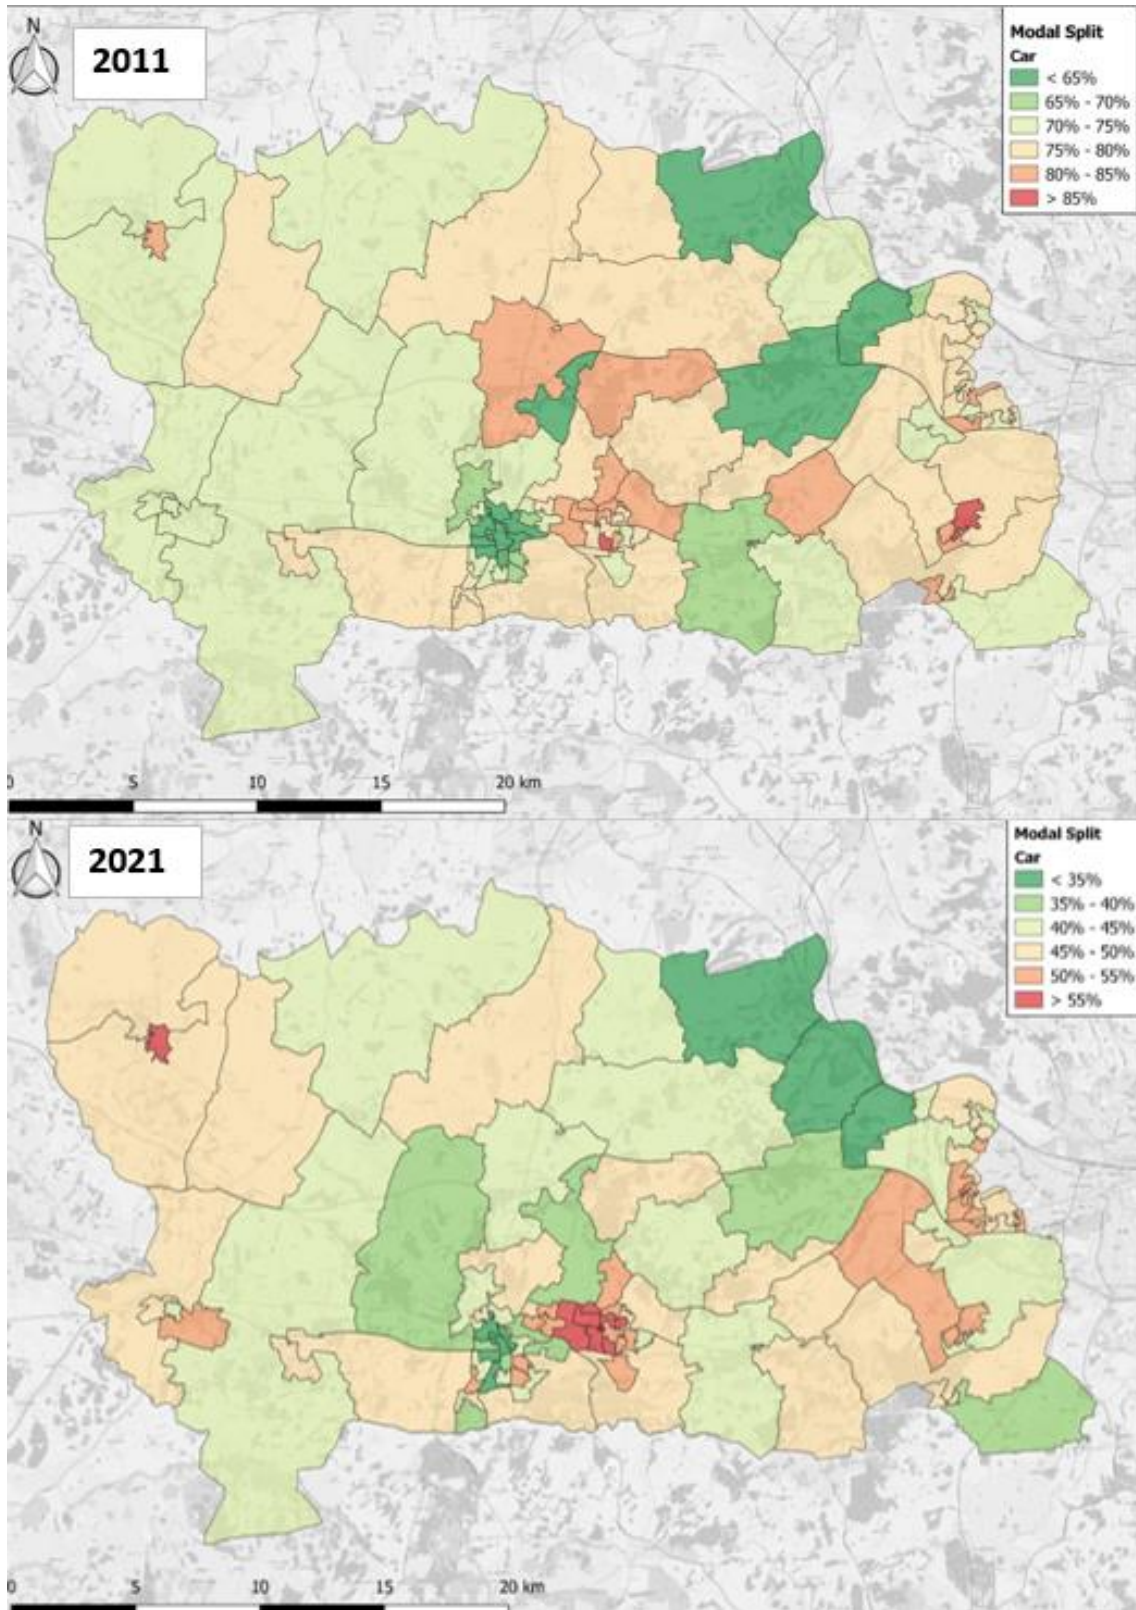 N
2011
Modal Split
Car
< 65%
65% - 70%
70% - 75%
75% - 80%
80% - 85%
> 85%
0 5 10 15 20 km
N
2021
Modal Split
Car
< 35%
35% - 40%
40% - 45%
45% - 50%
50% - 55%
> 55%
0 5 10 15 20 km